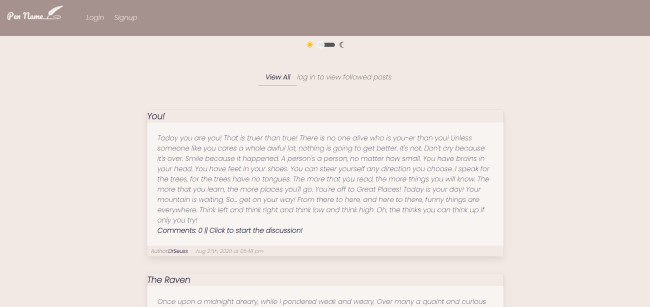 Pen Name
Login Signup
View All log in to view followed posts
You!
Today you are you! That is truer than true! There is no one alive who is you-er than you! Unless
someone like you cares a whole awful lot, nothing is going to get better. It's not. Don't cry because
it's over. Smile because it happened. A person's a person, no matter how small. You have brains in
your head. You have feet in your shoes. You can steer yourself any direction you choose. I speak for
the trees, for the trees have no tongues. The more that you read, the more things you will know. The
more that you learn, the more places you'll go. You're off to Great Places! Today is your day! Your
mountain is waiting, So... get on your way! From there to here, and here to there, funny things are
everywhere. Think left and think right and think low and think high. Oh, the thinks you can think up if
only you try!
Comments: 0 || Click to start the discussion!
Author:DrSeuss Aug 27th, 2020 at 05:49 pm
The Raven
Once upon a midnight dreary, while I pondered weak and weary, Over many a quaint and curious